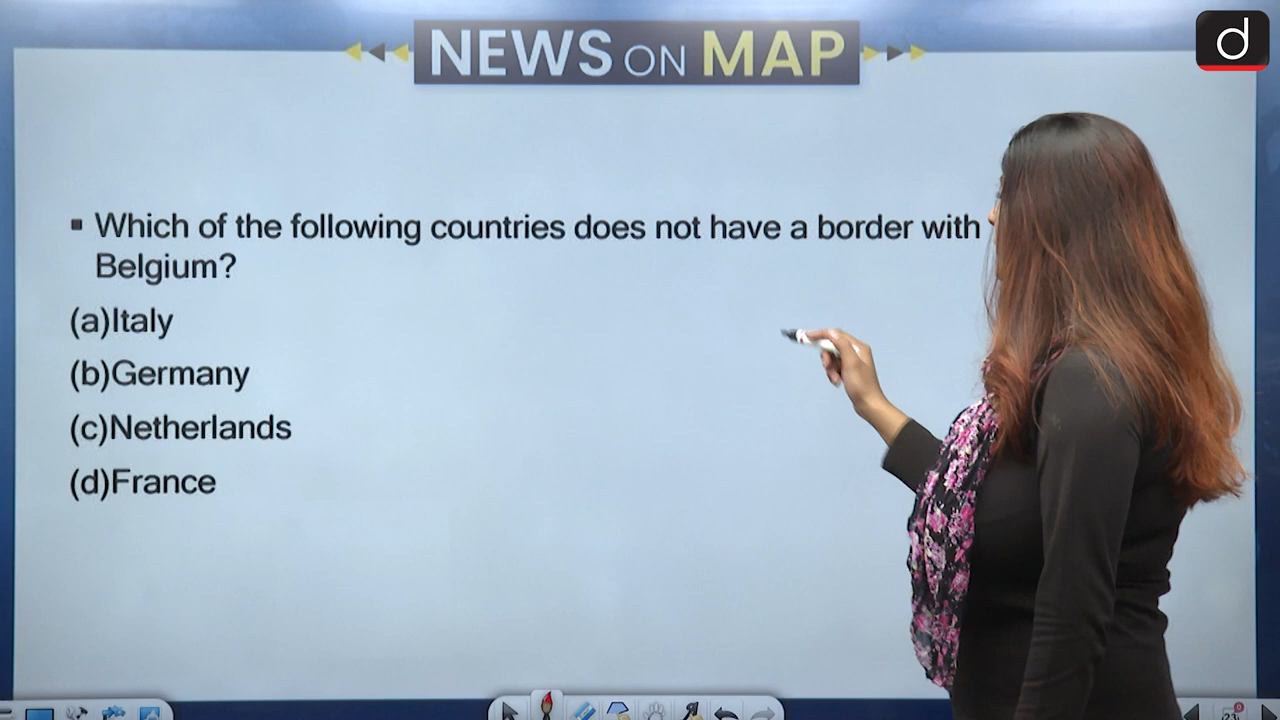 d
NEWS ON MAP
▪ Which of the following countries does not have a border with
Belgium?
(a)Italy
(b)Germany
(c)Netherlands
(d)France